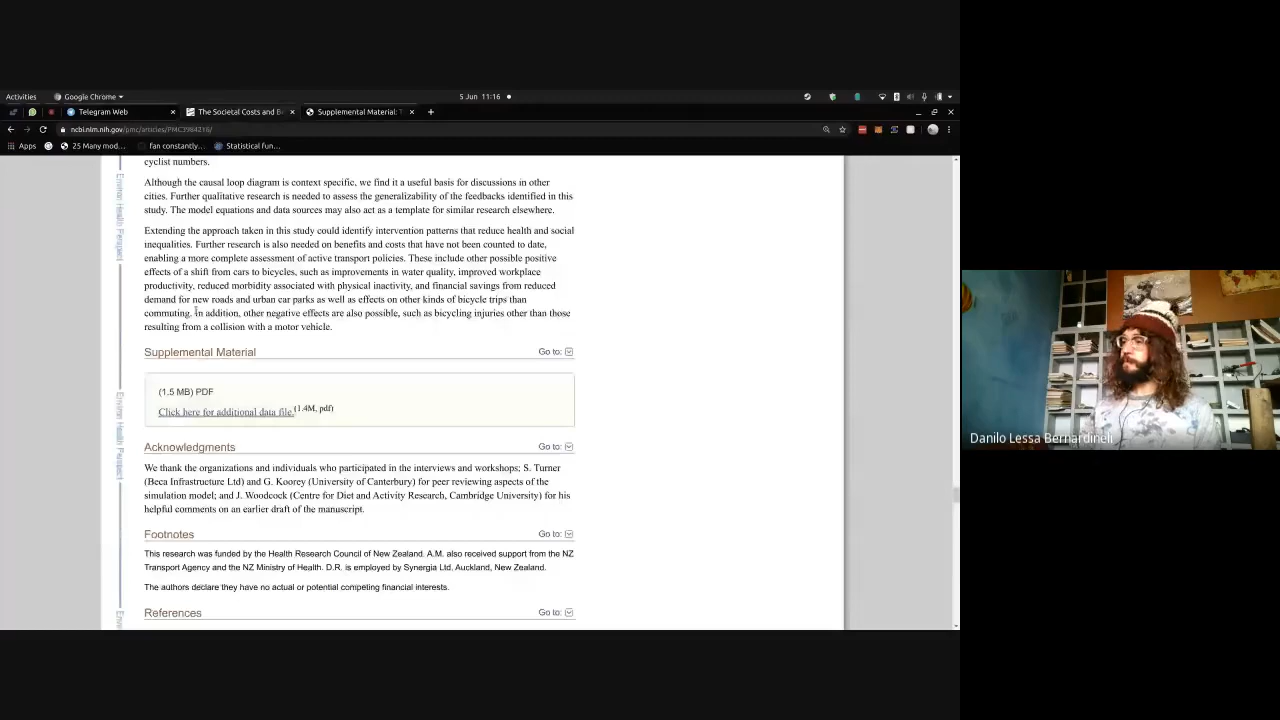 Activities
Google Chrome
5 Jun 11:16
Telegram Web
The Societal Costs and B
Supplemental Material: T
ncbi.nlm.nih.gov/pmc/articles/PMC3984216/
Apps
25 Many mod...
fan constantly...
Statistical fun...
cyclist numbers.
Although the causal loop diagram is context specific, we find it a useful basis for discussions in other
cities. Further qualitative research is needed to assess the generalizability of the feedbacks identified in this
study. The model equations and data sources may also act as a template for similar research elsewhere.
Extending the approach taken in this study could identify intervention patterns that reduce health and social
inequalities. Further research is also needed on benefits and costs that have not been counted to date,
enabling a more complete assessment of active transport policies. These include other possible positive
effects of a shift from cars to bicycles, such as improvements in water quality, improved workplace
productivity, reduced morbidity associated with physical inactivity, and financial savings from reduced
demand for new roads and urban car parks as well as effects on other kinds of bicycle trips than
commuting. In addition, other negative effects are also possible, such as bicycling injuries other than those
resulting from a collision with a motor vehicle.
Supplemental Material
Go to:
(1.5 MB) PDF
Click here for additional data file.(1.4M, pdf)
Acknowledgments
Go to:
We thank the organizations and individuals who participated in the interviews and workshops; S. Turner
(Beca Infrastructure Ltd) and G. Koorey (University of Canterbury) for peer reviewing aspects of the
simulation model; and J. Woodcock (Centre for Diet and Activity Research, Cambridge University) for his
helpful comments on an earlier draft of the manuscript.
Footnotes
Go to:
This research was funded by the Health Research Council of New Zealand. A.M. also received support from the NZ
Transport Agency and the NZ Ministry of Health. D.R. is employed by Synergia Ltd, Auckland, New Zealand.
The authors declare they have no actual or potential competing financial interests.
References
Go to:
Danilo Lessa Bernardineli